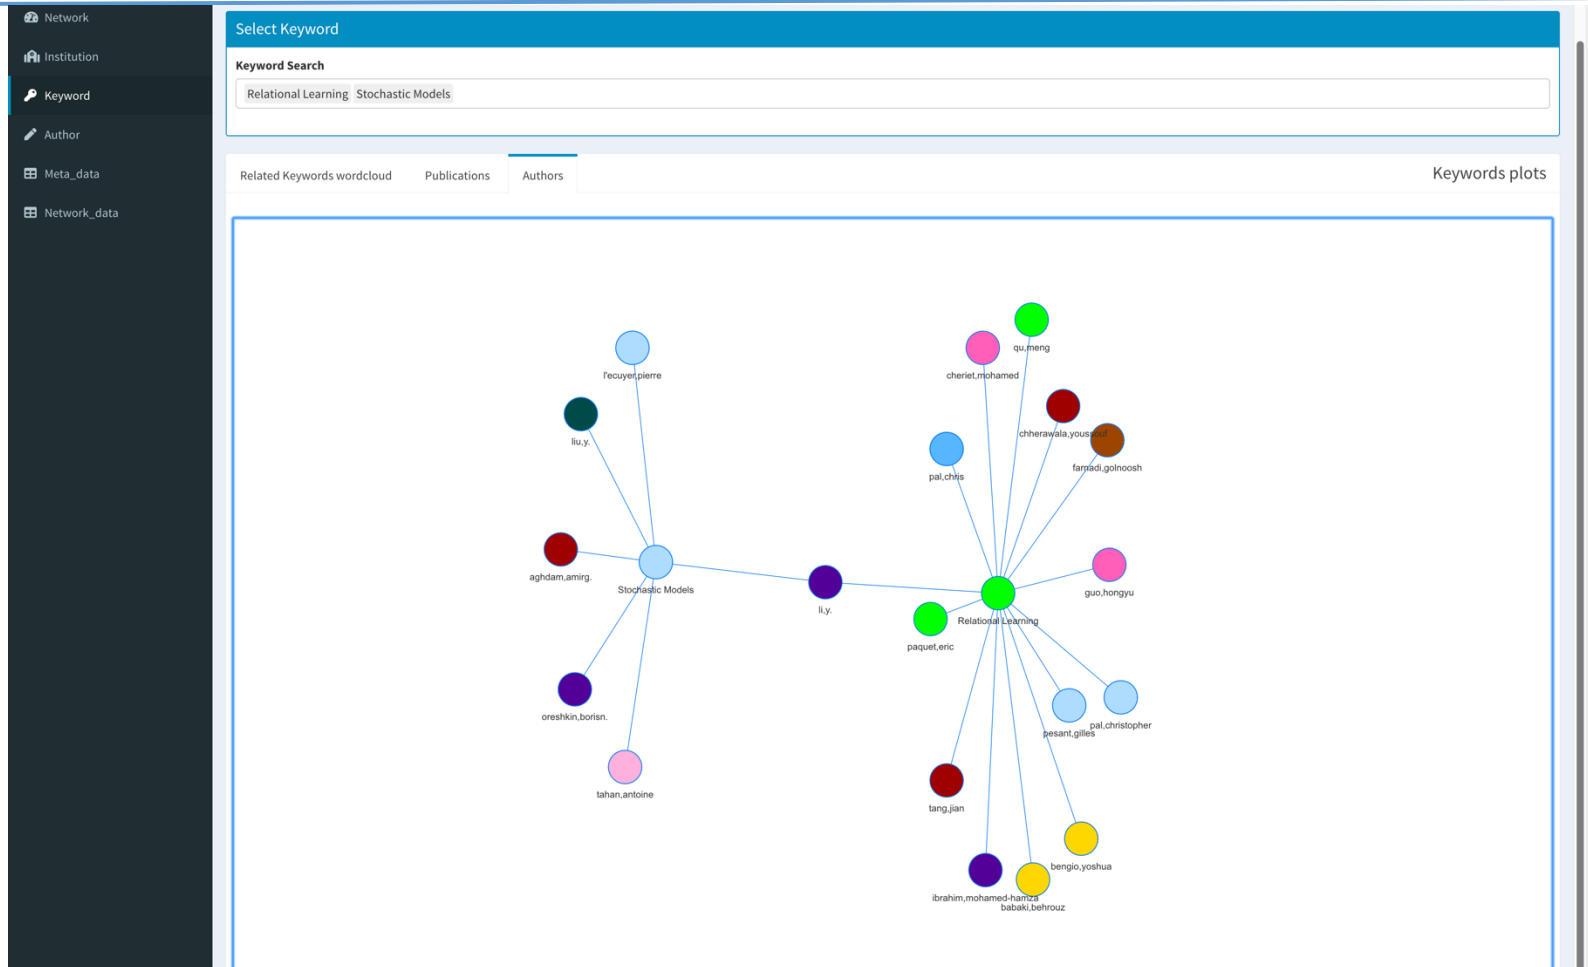 Network
Institution
Keyword
Author
Meta_data
Network_data
Select Keyword
Keyword Search
Relational Learning Stochastic Models
Related Keywords wordcloud Publications Authors Keywords plots
qu,meng
l'ecuyer,pierre
cheriet,mohamed
chherawala,youssouf
liu,y.
farnadi,golnoosh
pal,chris
aghdam,amirg.
Stochastic Models
guo,hongyu
li,y.
Relational Learning
paquet,eric
oreshkin,borisn.
pal,christopher
pesant,gilles
tahan,antoine
tang,jian
bengio,yoshua
ibrahim,mohamed-hamza
babaki,behrouz